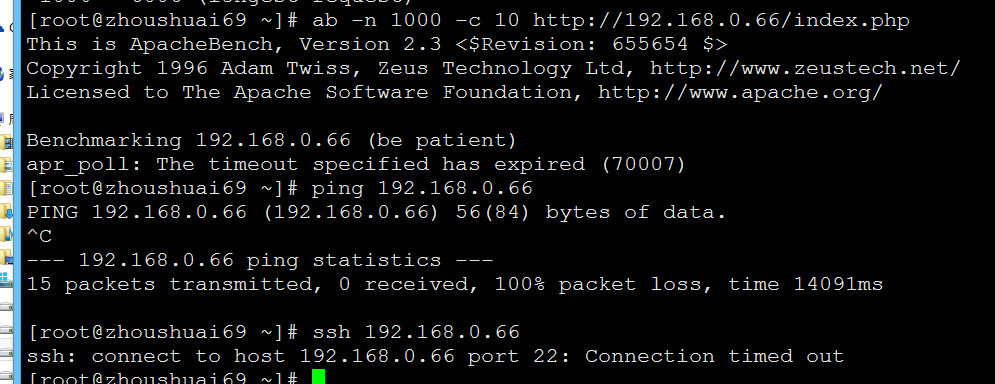 [root@zhoushuai69 ~]# ab -n 1000 -c 10 http://192.168.0.66/index.php
This is ApacheBench, Version 2.3 <$Revision: 655654 $>
Copyright 1996 Adam Twiss, Zeus Technology Ltd, http://www.zeustech.net/
Licensed to The Apache Software Foundation, http://www.apache.org/
Benchmarking 192.168.0.66 (be patient)
apr_poll: The timeout specified has expired (70007)
[root@zhoushuai69 ~]# ping 192.168.0.66
PING 192.168.0.66 (192.168.0.66) 56(84) bytes of data.
^C
--- 192.168.0.66 ping statistics ---
15 packets transmitted, 0 received, 100% packet loss, time 14091ms
[root@zhoushuai69 ~]# ssh 192.168.0.66
ssh: connect to host 192.168.0.66 port 22: Connection timed out
[root@zhoushuai69 ~]#